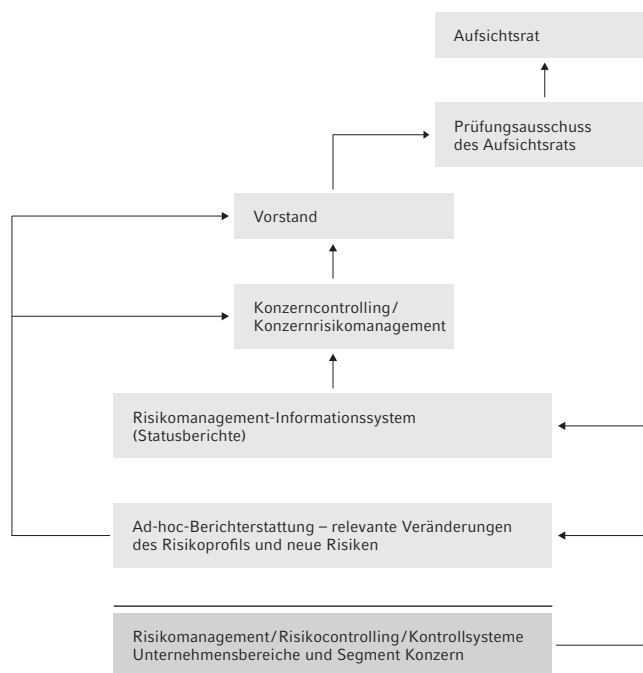 Aufsichtsrat
Prüfungsausschuss
des Aufsichtsrats
Vorstand
Konzerncontrolling/
Konzernrisikomanagement
Risikomanagement-Informationssystem
(Statusberichte)
Ad-hoc-Berichterstattung – relevante Veränderungen
des Risikoprofils und neue Risiken
Risikomanagement/Risikocontrolling/Kontrollsysteme
Unternehmensbereiche und Segment Konzern